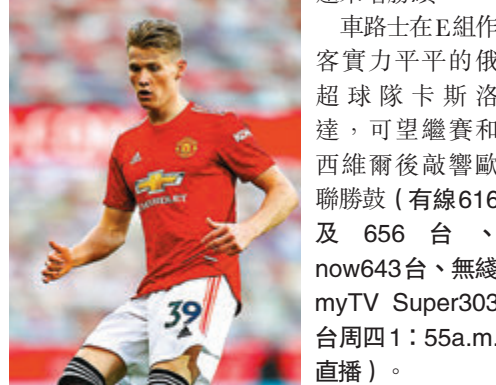 車路士在E組作
客實力平平的俄
超球隊卡斯洛
達，可望繼賽和
西維爾後敲響歐
聯勝鼓（有線616
及 656 台 、
now643台、無綫
myTV Super303
台周四1：55a.m.
直播）。
CHEVROLET
39